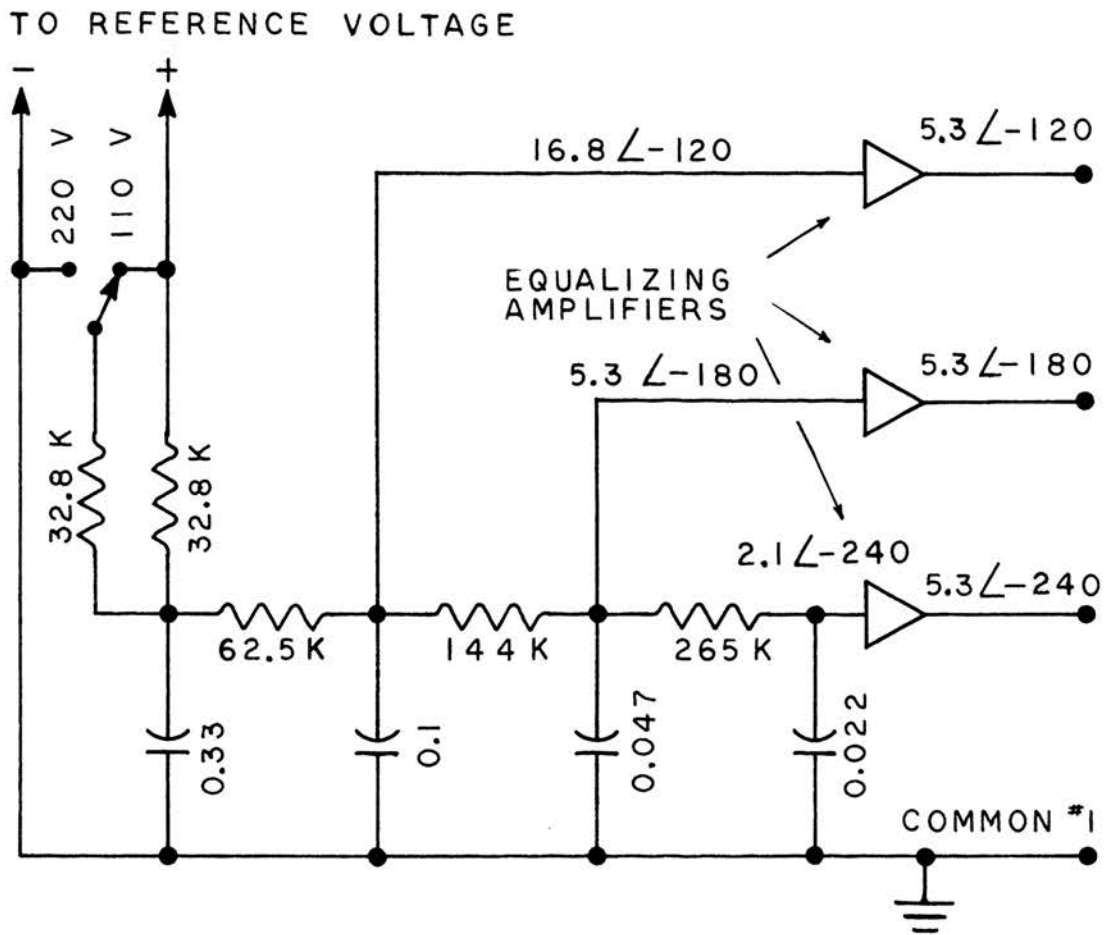 TO REFERENCE VOLTAGE
−
+
220 V
110 V
16.8 ∠-120
5.3 ∠-120
EQUALIZING
AMPLIFIERS
5.3 ∠-180
5.3 ∠-180
32.8 K
32.8 K
2.1 ∠-240
5.3 ∠-240
62.5 K
144 K
265 K
0.33
0.1
0.047
0.022
COMMON #1